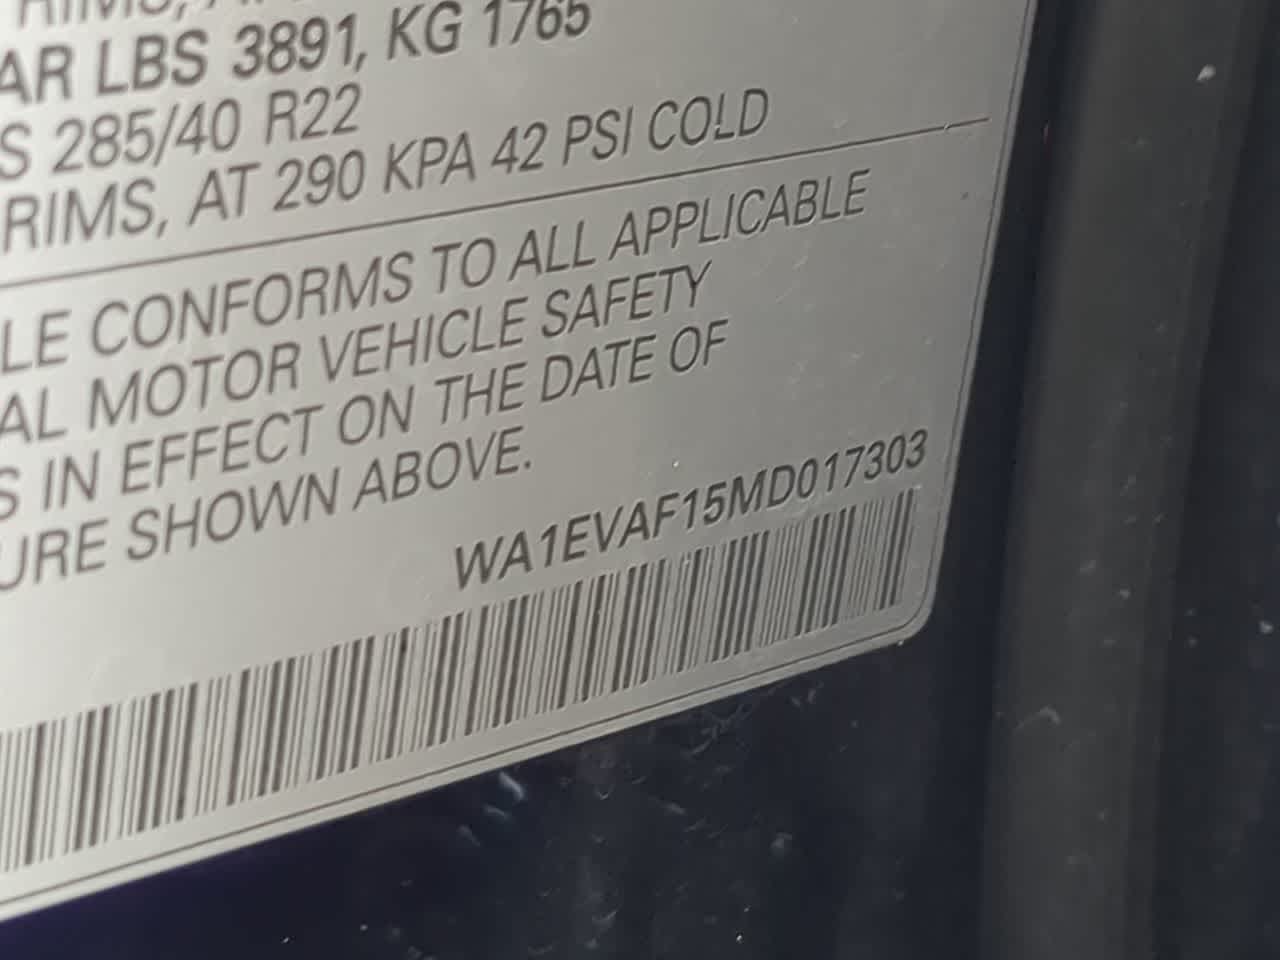 RIMS, A
AR LBS 3891, KG 1765
S 285/40 R22
RIMS, AT 290 KPA 42 PSI COLD
LE CONFORMS TO ALL APPLICABLE
AL MOTOR VEHICLE SAFETY
S IN EFFECT ON THE DATE OF
URE SHOWN ABOVE.
WA1EVAF15MD017303